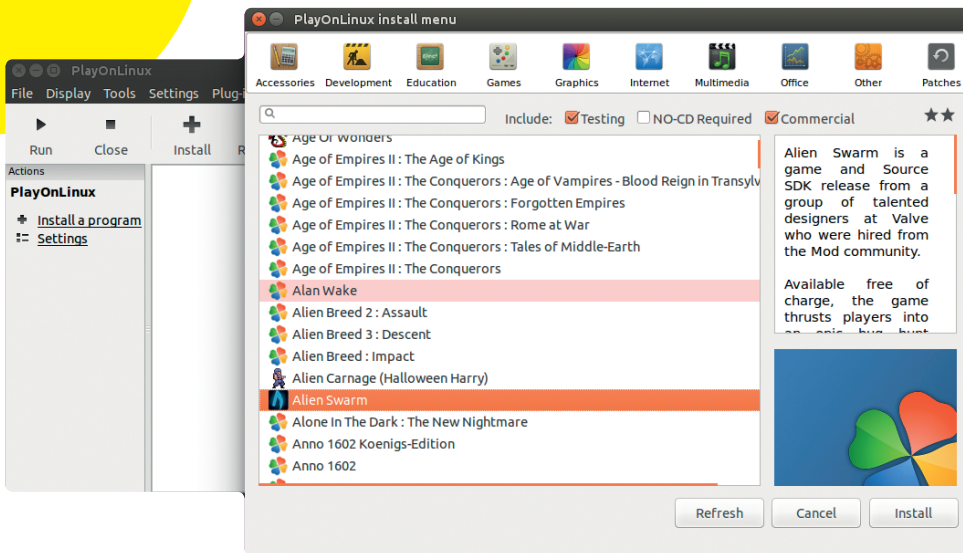 PlayOnLinux install menu
Accessories Development Education Games Graphics Internet Multimedia Office Other Patches
Include: Testing NO-CD Required Commercial
Age Of Wonders
Age of Empires II : The Age of Kings
Age of Empires II : The Conquerors : Age of Vampires - Blood Reign in Transylv
Age of Empires II : The Conquerors : Forgotten Empires
Age of Empires II : The Conquerors : Rome at War
Age of Empires II : The Conquerors : Tales of Middle-Earth
Age of Empires II : The Conquerors
Alan Wake
Alien Breed 2 : Assault
Alien Breed 3 : Descent
Alien Breed : Impact
Alien Carnage (Halloween Harry)
Alien Swarm
Alone In The Dark : The New Nightmare
Anno 1602 Koenigs-Edition
Anno 1602
Alien Swarm is a
game and Source
SDK release from a
group of talented
designers at Valve
who were hired from
the Mod community.
Available free of
charge, the game
thrusts players into
an epic bug hunt
Refresh Cancel Install
PlayOnLinux
File Display Tools Settings Plug-i
Run Close Install R
Actions
PlayOnLinux
Install a program
Settings